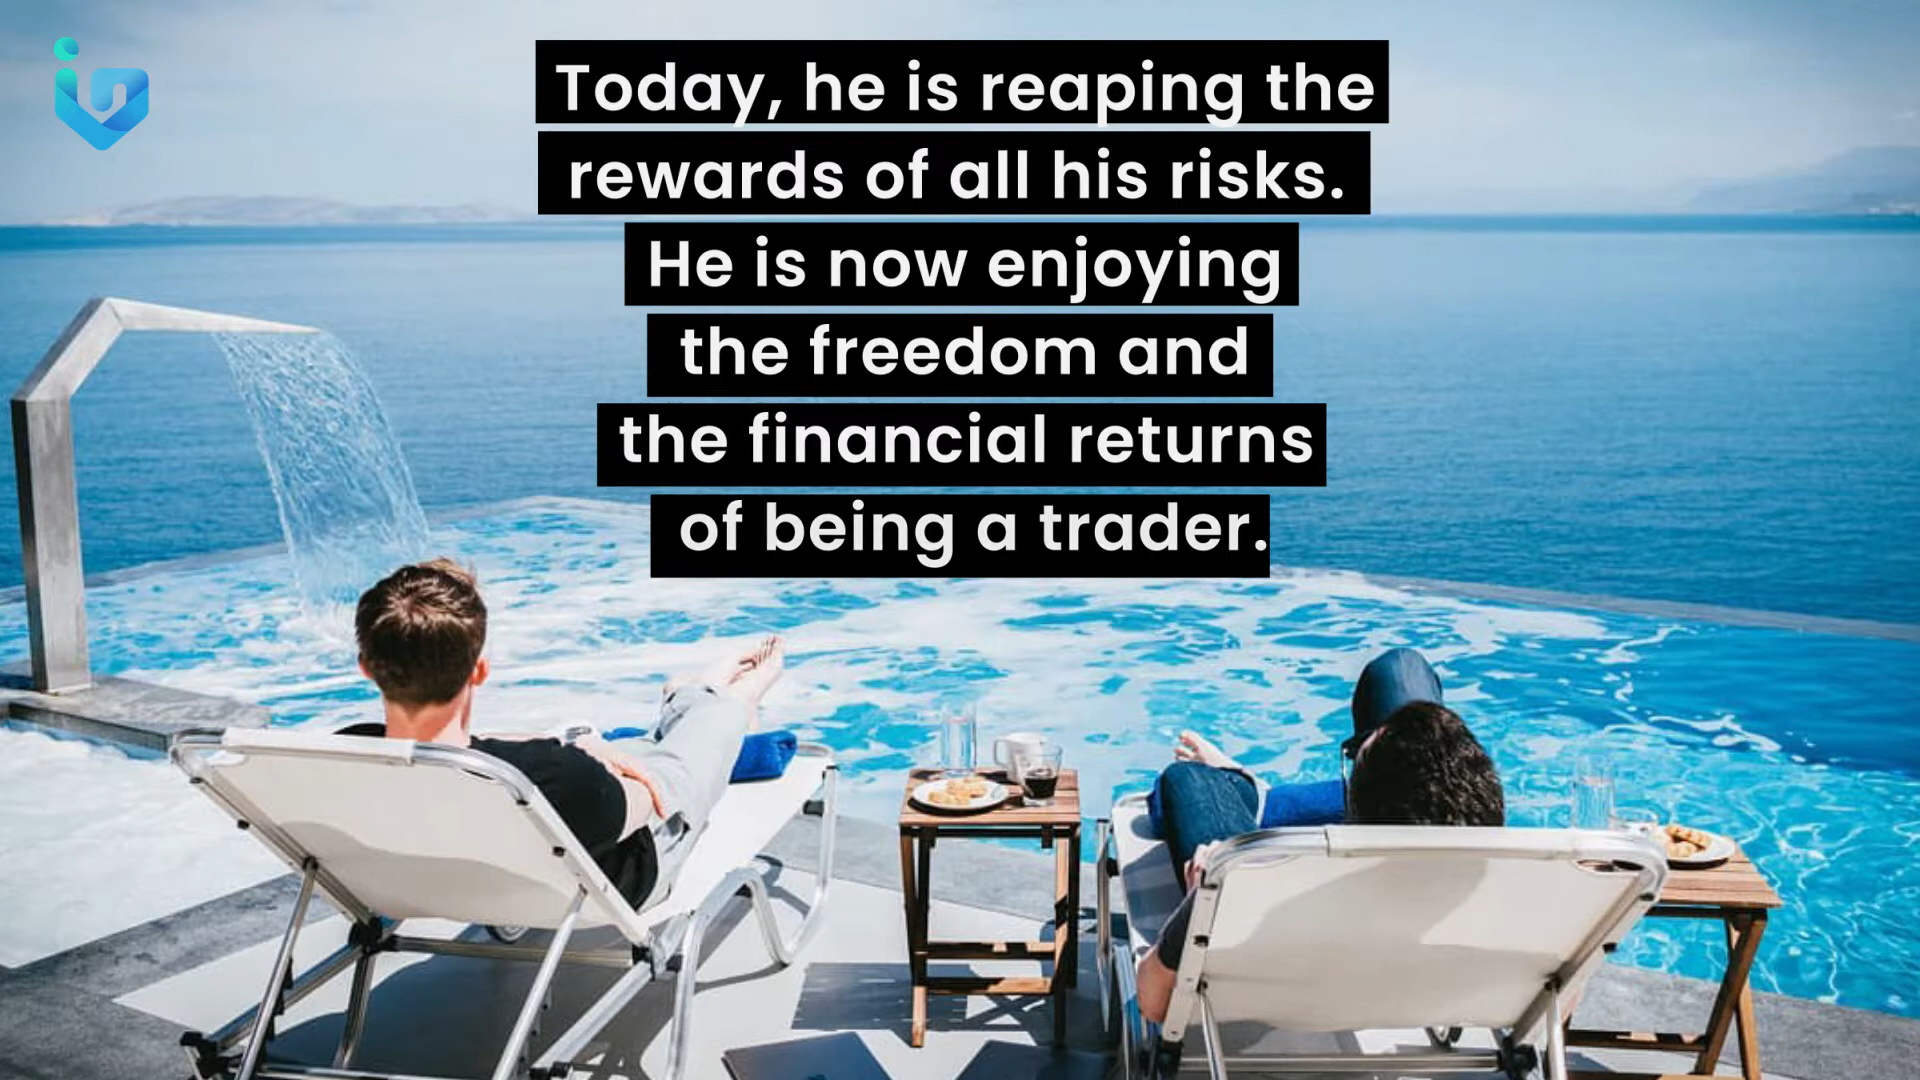 Today, he is reaping the
rewards of all his risks.
He is now enjoying
the freedom and
the financial returns
of being a trader.